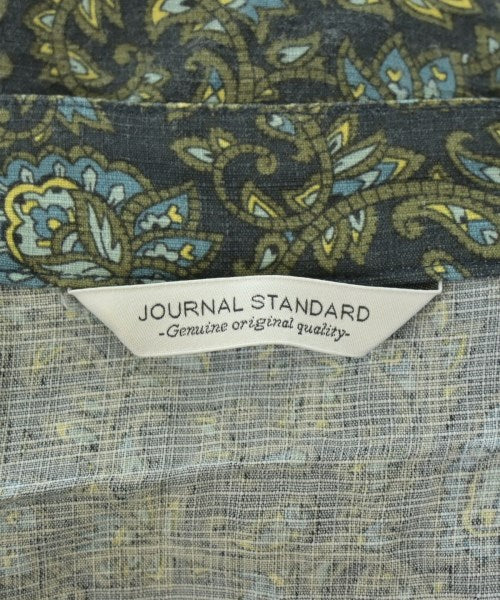 JOURNAL STANDARD
-Genuine original quality-